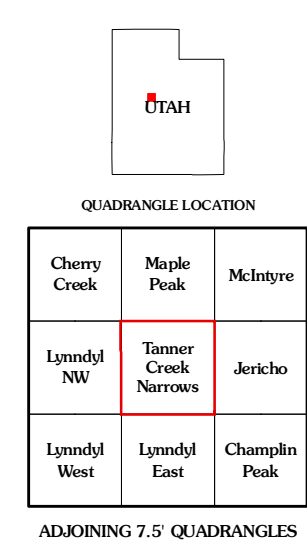 UTAH
QUADRANGLE LOCATION
Cherry
Creek
Maple
Peak
McIntyre
Lynndyl
NW
Tanner
Creek
Narrows
Jericho
Lynndyl
West
Lynndyl
East
Champlin
Peak
ADJOINING 7.5' QUADRANGLES